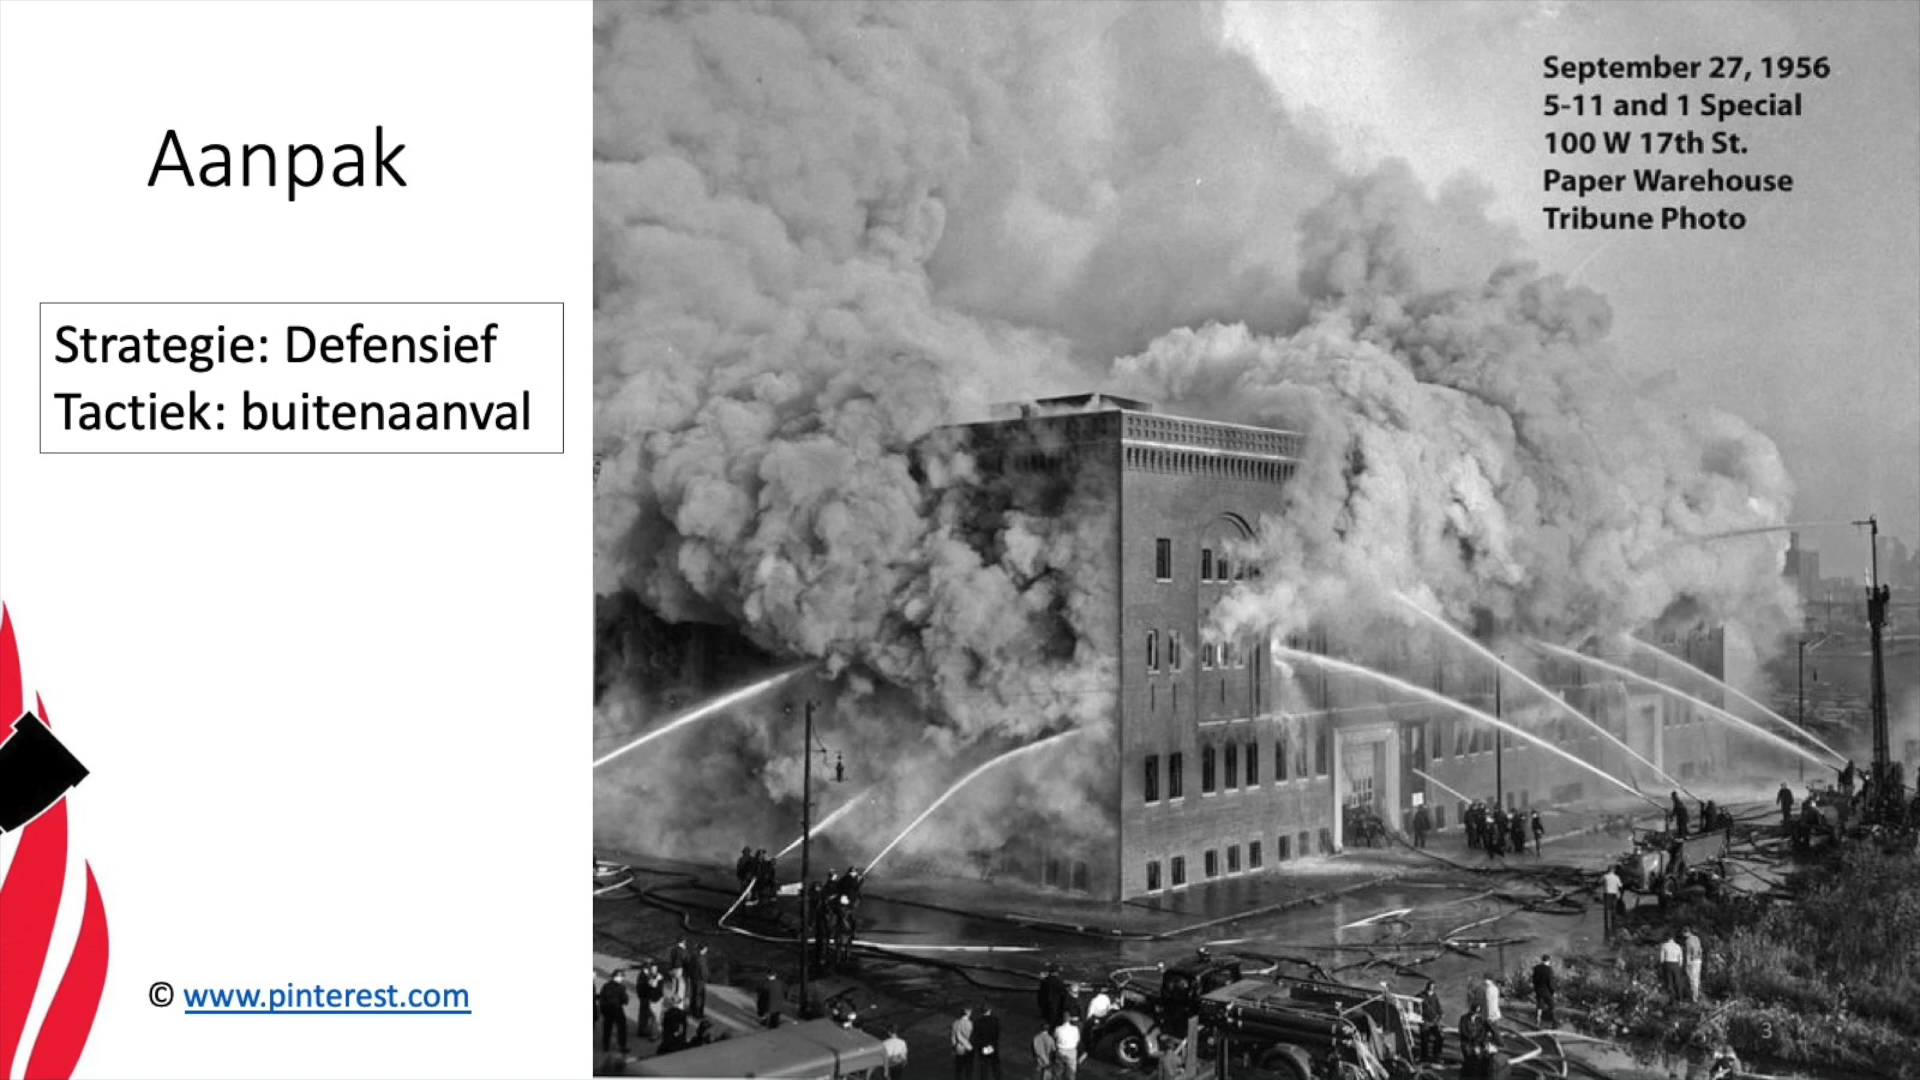 Aanpak
Strategie: Defensief
Tactiek: buitenaanval
© www.pinterest.com
September 27, 1956
5-11 and 1 Special
100 W 17th St.
Paper Warehouse
Tribune Photo
3